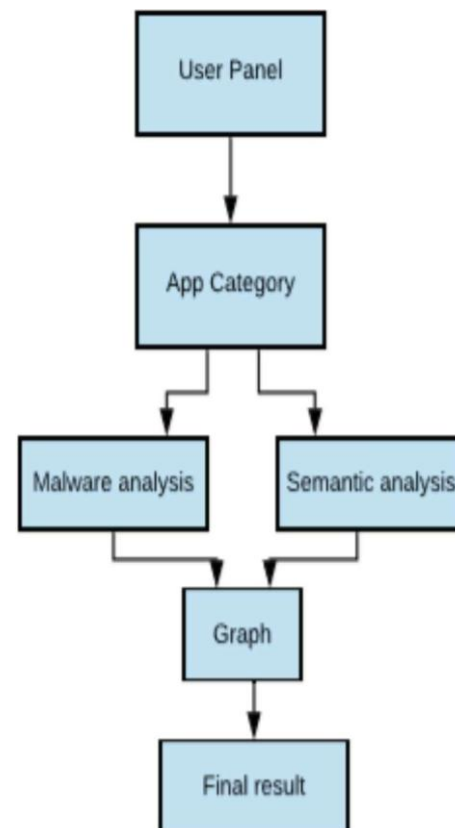 User Panel
App Category
Malware analysis
Semantic analysis
Graph
Final result